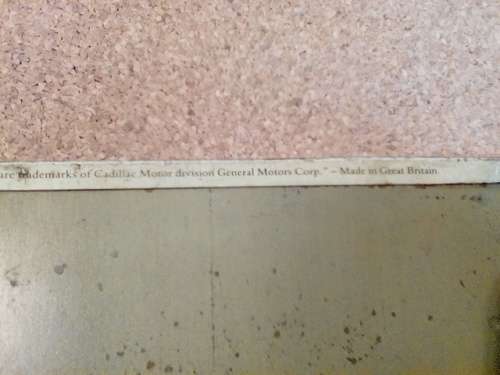 are trademarks of Cadillac Motor division General Motors Corp." – Made in Great Britain